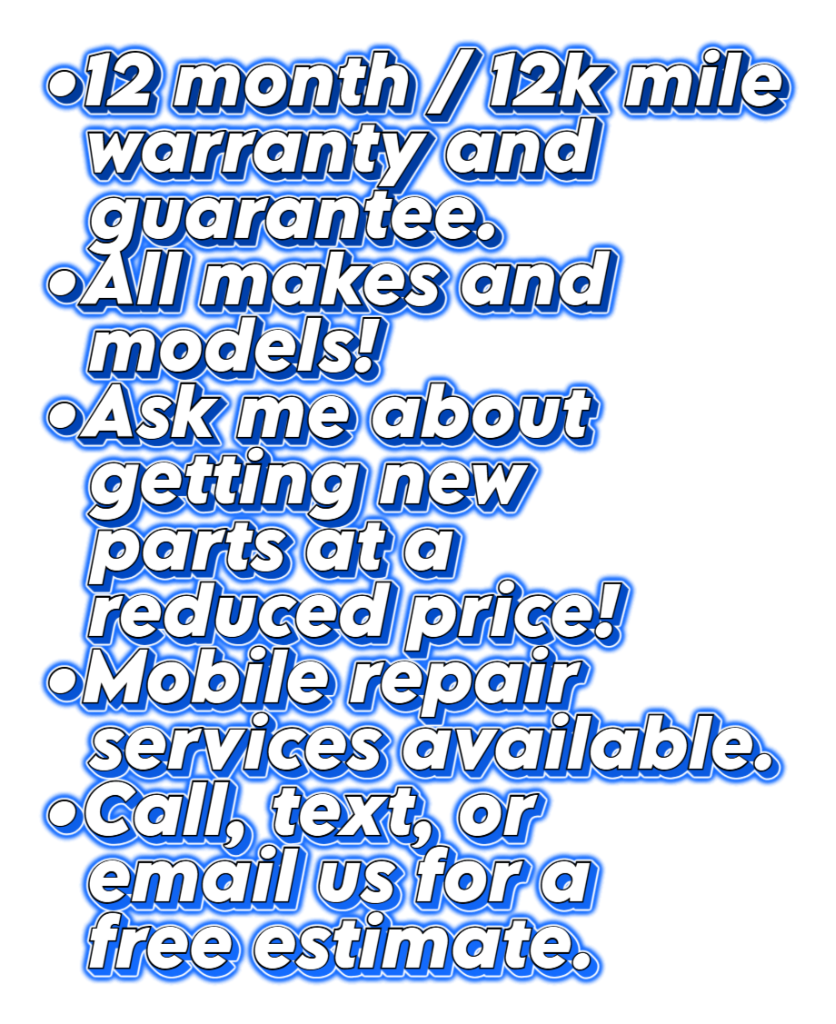 •12 month / 12k mile
warranty and
guarantee.
•All makes and
models!
•Ask me about
getting new
parts at a
reduced price!
•Mobile repair
services available.
•Call, text, or
email us for a
free estimate.